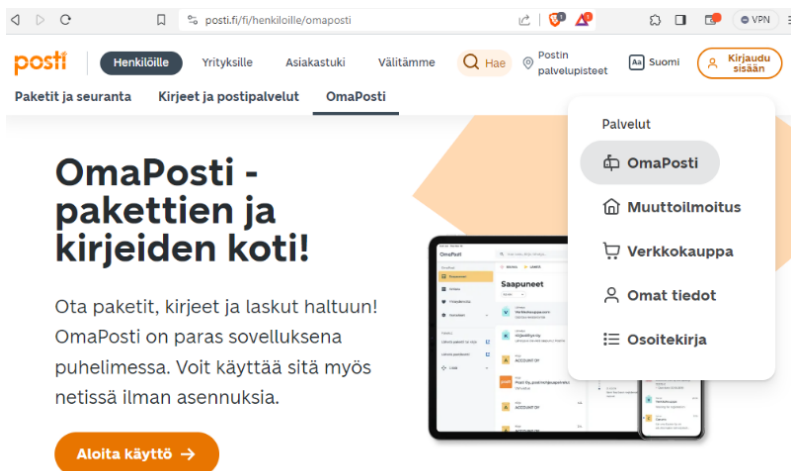 posti.fi/fi/henkiloille/omaposti
VPN
posti
Henkilöille
Yrityksille
Asiakastuki
Välitämme
Hae
Postin
palvelupisteet
Suomi
Kirjaudu
sisään
Paketit ja seuranta
Kirjeet ja postipalvelut
OmaPosti
Palvelut
OmaPosti
Muuttoilmoitus
Verkkokauppa
Omat tiedot
Osoitekirja
OmaPosti -
pakettien ja
kirjeiden koti!
Ota paketit, kirjeet ja laskut haltuun!
OmaPosti on paras sovelluksena
puhelimessa. Voit käyttää sitä myös
netissä ilman asennuksia.
Aloita käyttö →
OmaPosti
Saapuneet